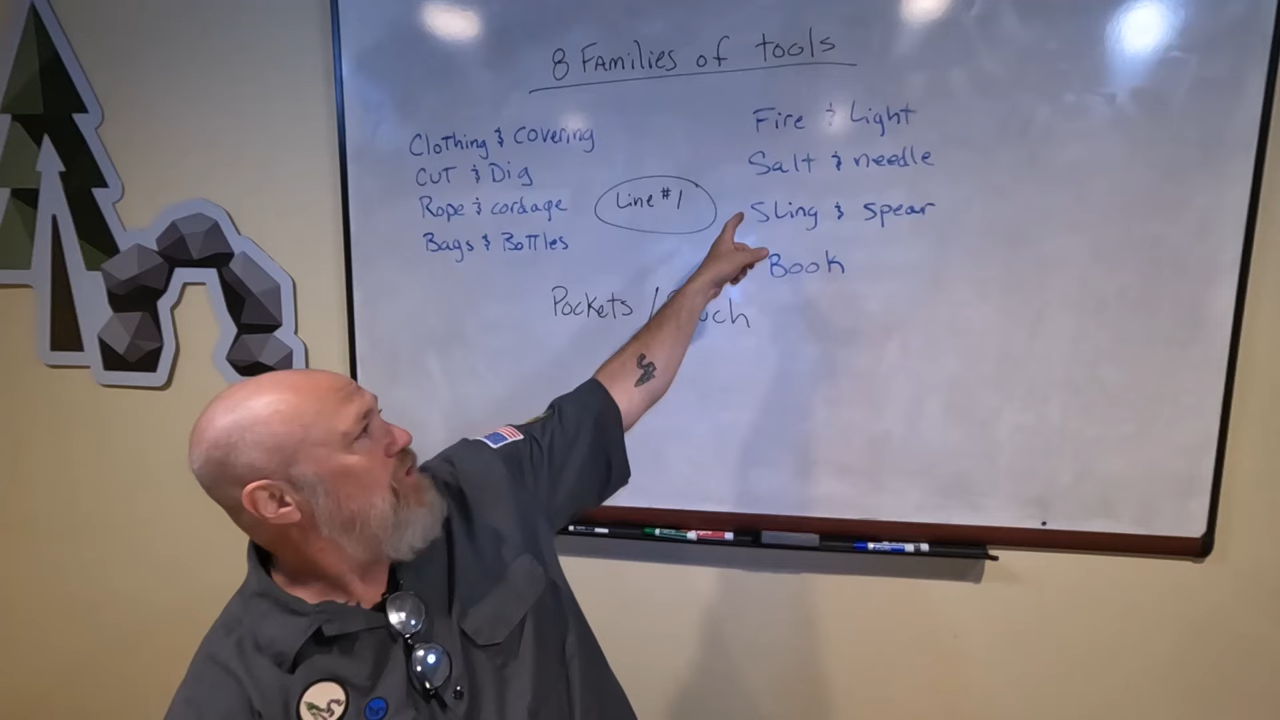 8 Families of tools
Clothing & covering
Cut & Dig
Rope & cordage
Bags & Bottles
Line #1
Fire & Light
Salt & needle
Sling & spear
Book
Pockets /